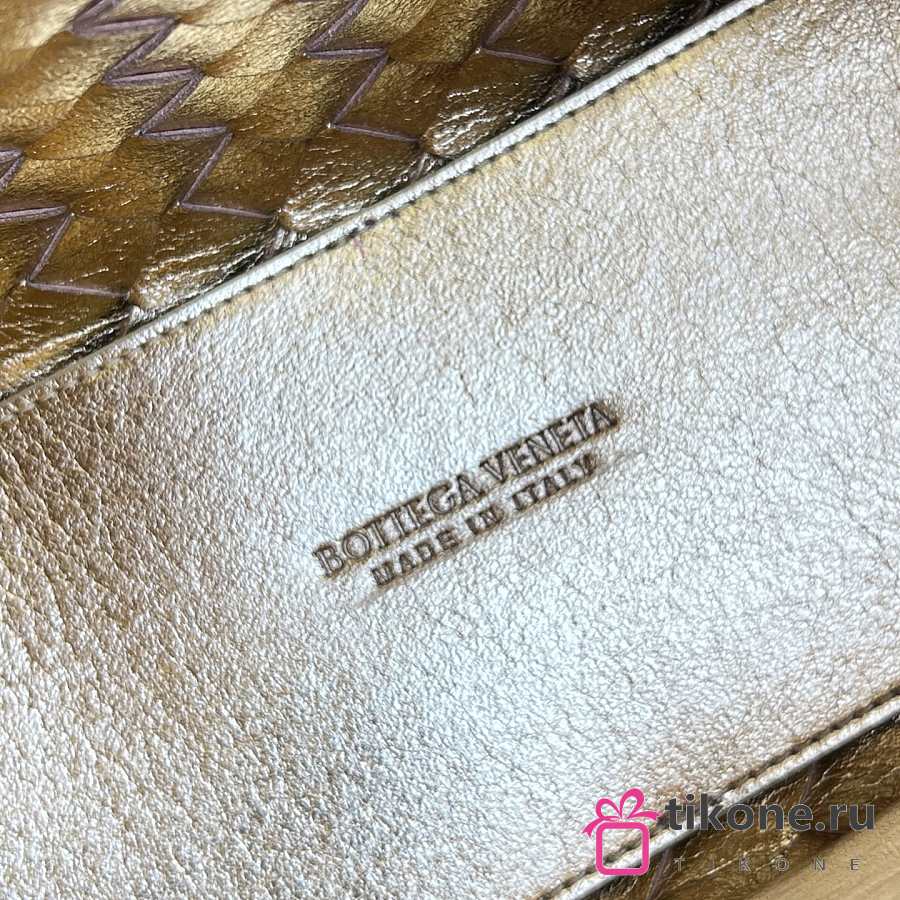 BOTTEGA VENETA
MADE IN ITALY
tikone.ru
TIKONE